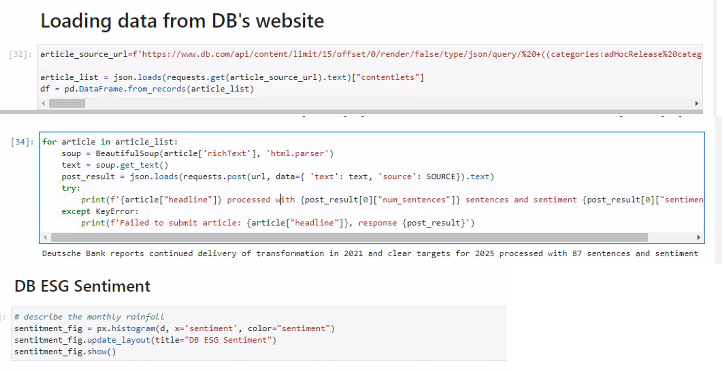 Loading data from DB's website
[32]: article_source_url=f'https://www.db.com/api/content/limit/15/offset/0/render/false/type/json/query/%20+((categories:adHocRelease%20categ
article_list = json.loads(requests.get(article_source_url).text)["contentlets"]
df = pd.DataFrame.from_records(article_list)
[34]: for article in article_list:
soup = BeautifulSoup(article['richText'], 'html.parser')
text = soup.get_text()
post_result = json.loads(requests.post(url, data={ 'text': text, 'source': SOURCE}).text)
try:
print(f'{article["headline"]} processed with {post_result[0]["num_sentences"]} sentences and sentiment {post_result[0]["sentimen
except KeyError:
print(f'Failed to submit article: {article["headline"]}, response {post_result}')
Deutsche Bank reports continued delivery of transformation in 2021 and clear targets for 2025 processed with 87 sentences and sentiment
DB ESG Sentiment
]: # describe the monthly rainfall
sentitment_fig = px.histogram(d, x='sentiment', color="sentiment")
sentitment_fig.update_layout(title="DB ESG Sentiment")
sentitment_fig.show()